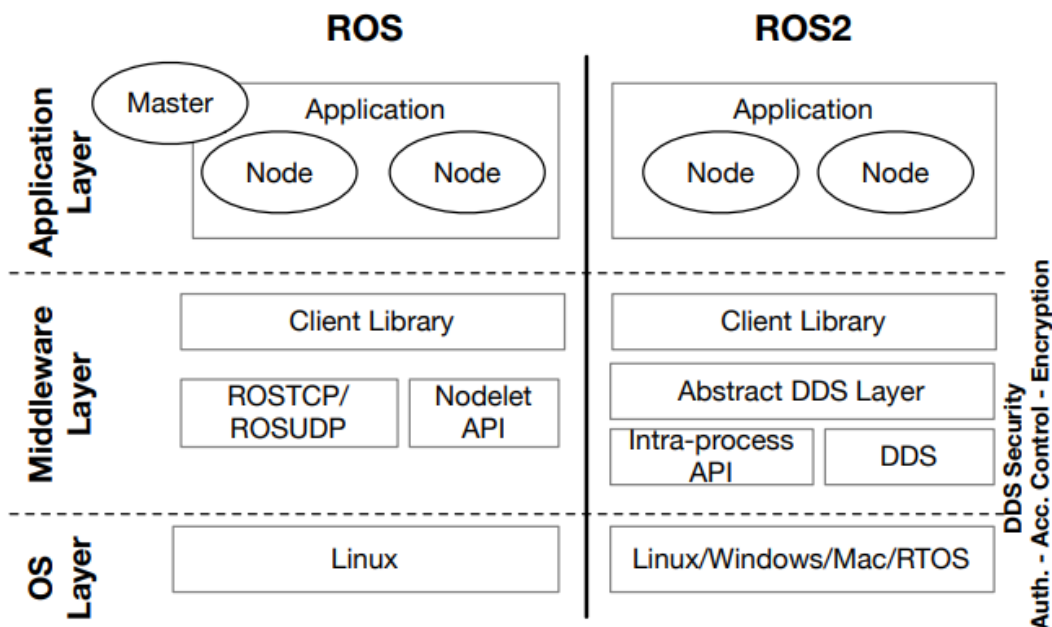 ROS
ROS2
Application
Layer
Master
Application
Node
Node
Application
Node
Node
Middleware
Layer
Client Library
ROSTCP/
ROSUDP
Nodelet
API
Client Library
Abstract DDS Layer
Intra-process
API
DDS
OS
Layer
Linux
Linux/Windows/Mac/RTOS
DDS Security
Auth. - Acc. Control - Encryption